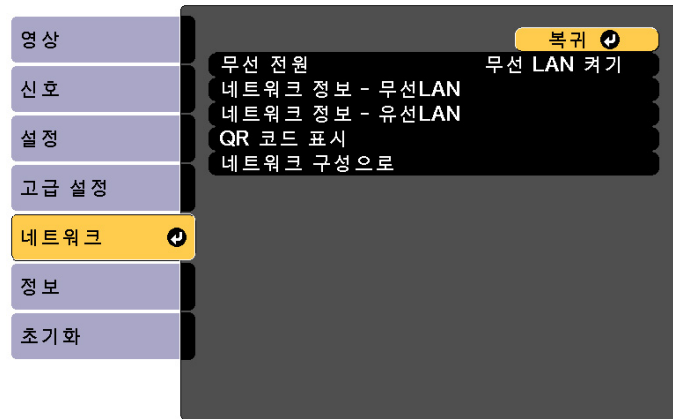 영상
신호
설정
고급 설정
네트워크
정보
초기화
복귀
무선 전원 무선 LAN 켜기
네트워크 정보 - 무선LAN
네트워크 정보 - 유선LAN
QR 코드 표시
네트워크 구성으로